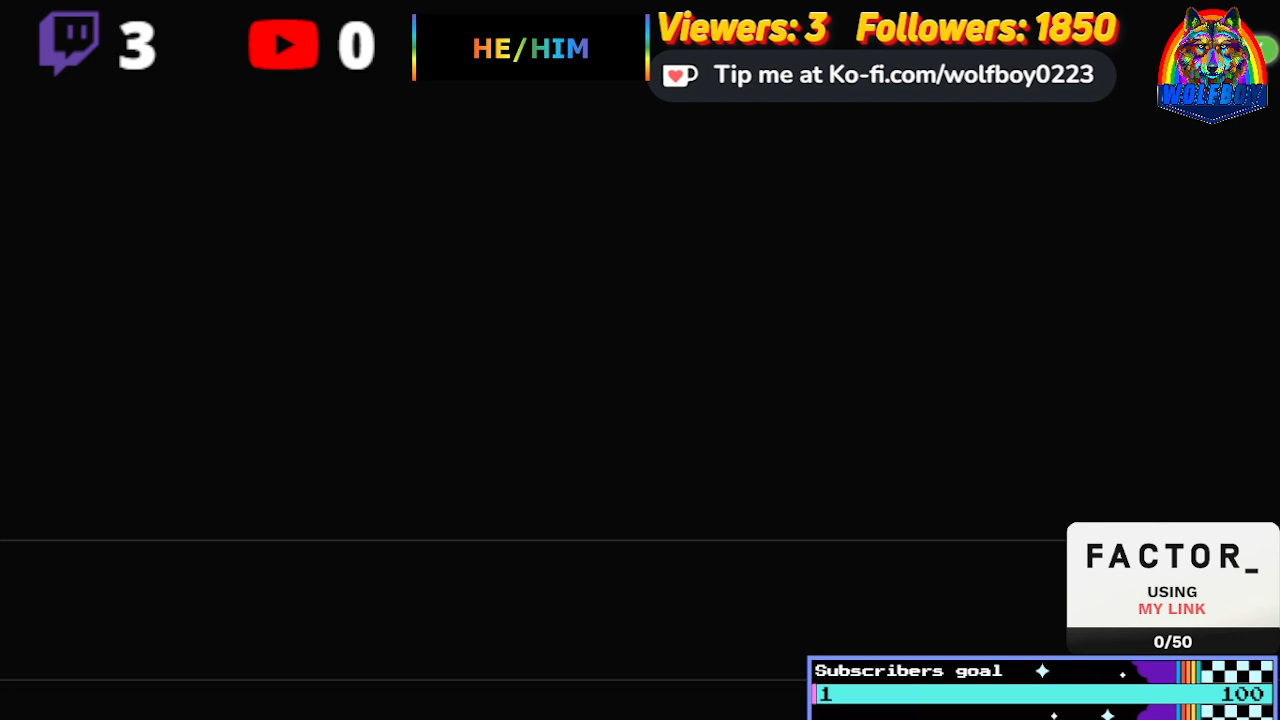 3
0
HE/HIM
Viewers: 3 Followers: 1850
Tip me at Ko-fi.com/wolfboy0223
WOLFBOY
FACTOR_
USING
MY LINK
0/50
Subscribers goal
1 100